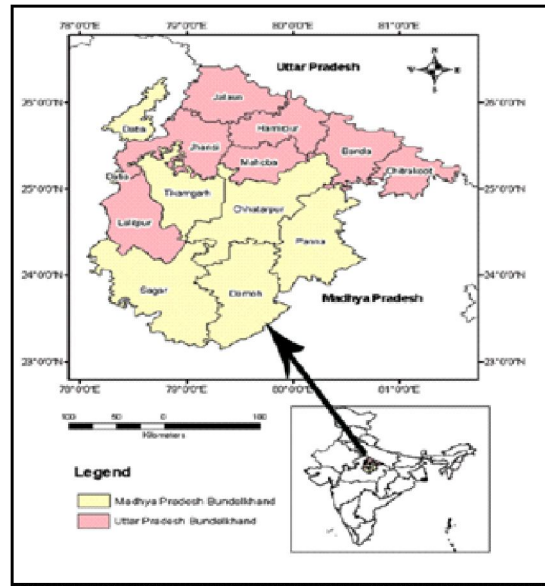 78°0'0"E 79°0'0"E 80°0'0"E 81°0'0"E
Uttar Pradesh
N
W E
S
26°0'0"N 26°0'0"N
Jalaun
Datia
Hamirpur
Jhansi
Banda
Mahoba
Chitrakoot
25°0'0"N 25°0'0"N
Datia
Tikamgarh
Chhatarpur
Lalitpur
Panna
24°0'0"N 24°0'0"N
Sagar
Damoh
Madhya Pradesh
23°0'0"N 23°0'0"N
78°0'0"E 79°0'0"E 80°0'0"E 81°0'0"E
100 50 0 100
Kilometers
Legend
Madhya Pradesh Bundelkhand
Uttar Pradesh Bundelkhand